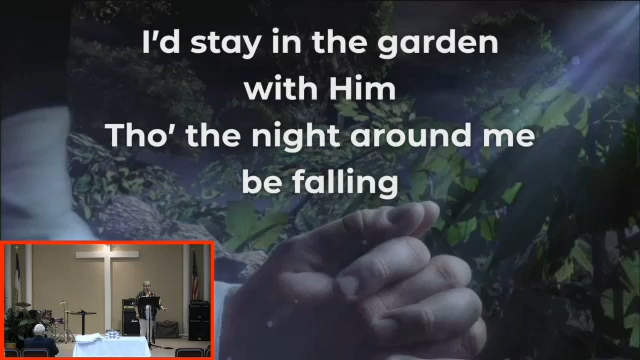 I'd stay in the garden
with Him
Tho' the night around me
be falling